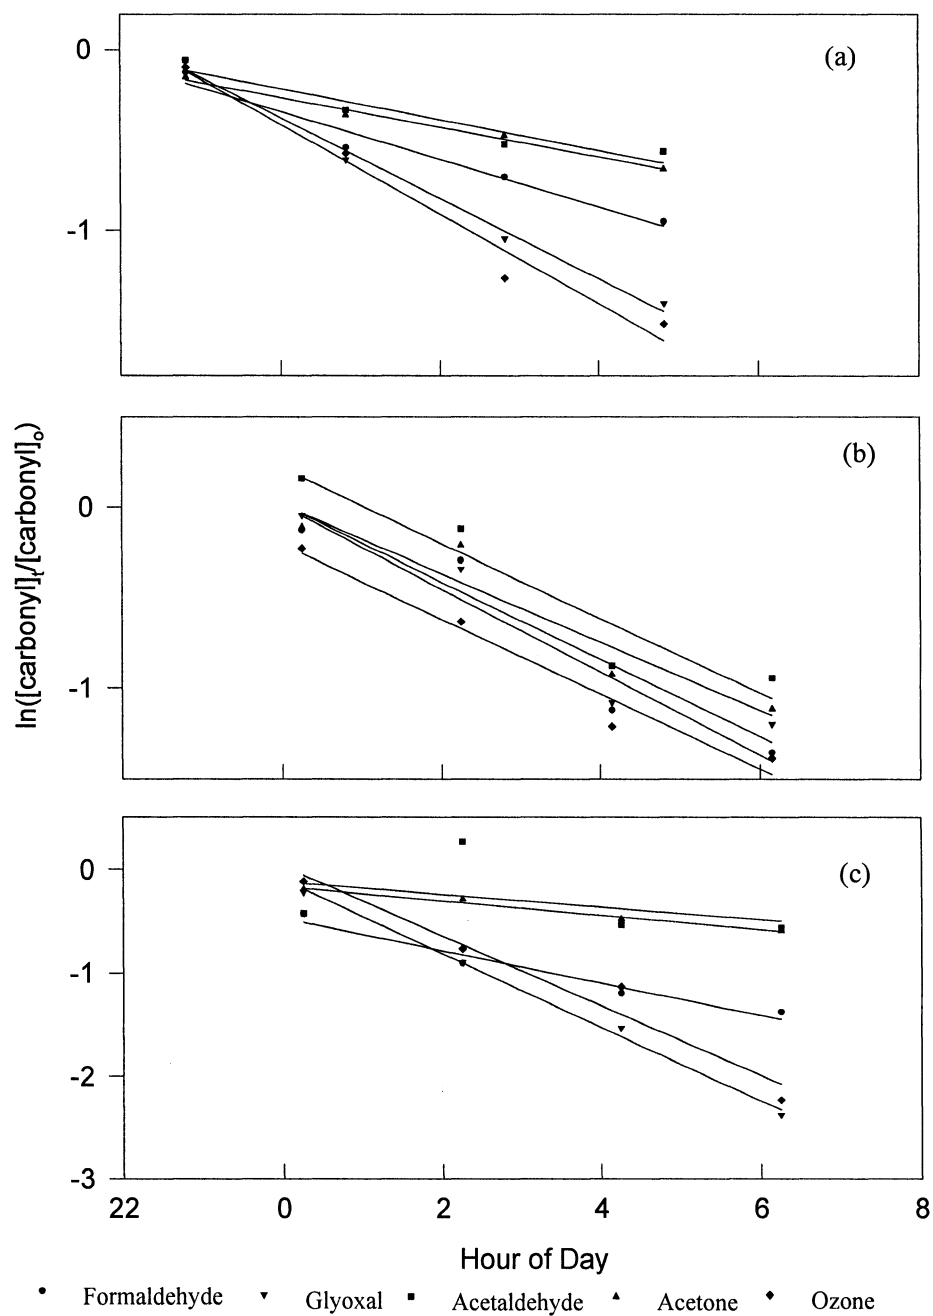 (a)
0
-1
(b)
0
-1
ln([carbonyl]t/[carbonyl]o)
(c)
0
-1
-2
-3
22 0 2 4 6 8
Hour of Day
Formaldehyde Glyoxal Acetaldehyde Acetone Ozone